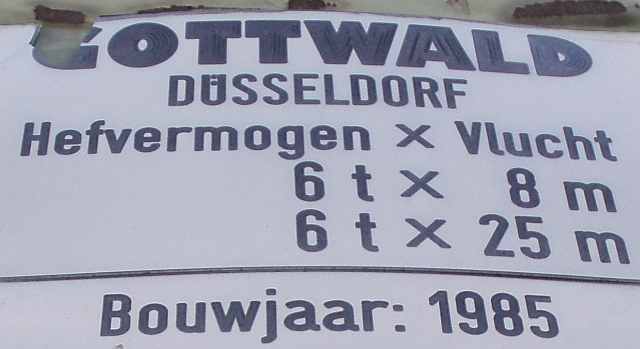 GOTTWALD
DÜSSELDORF
Hefvermogen x Vlucht
6 t x 8 m
6 t x 25 m
Bouwjaar: 1985